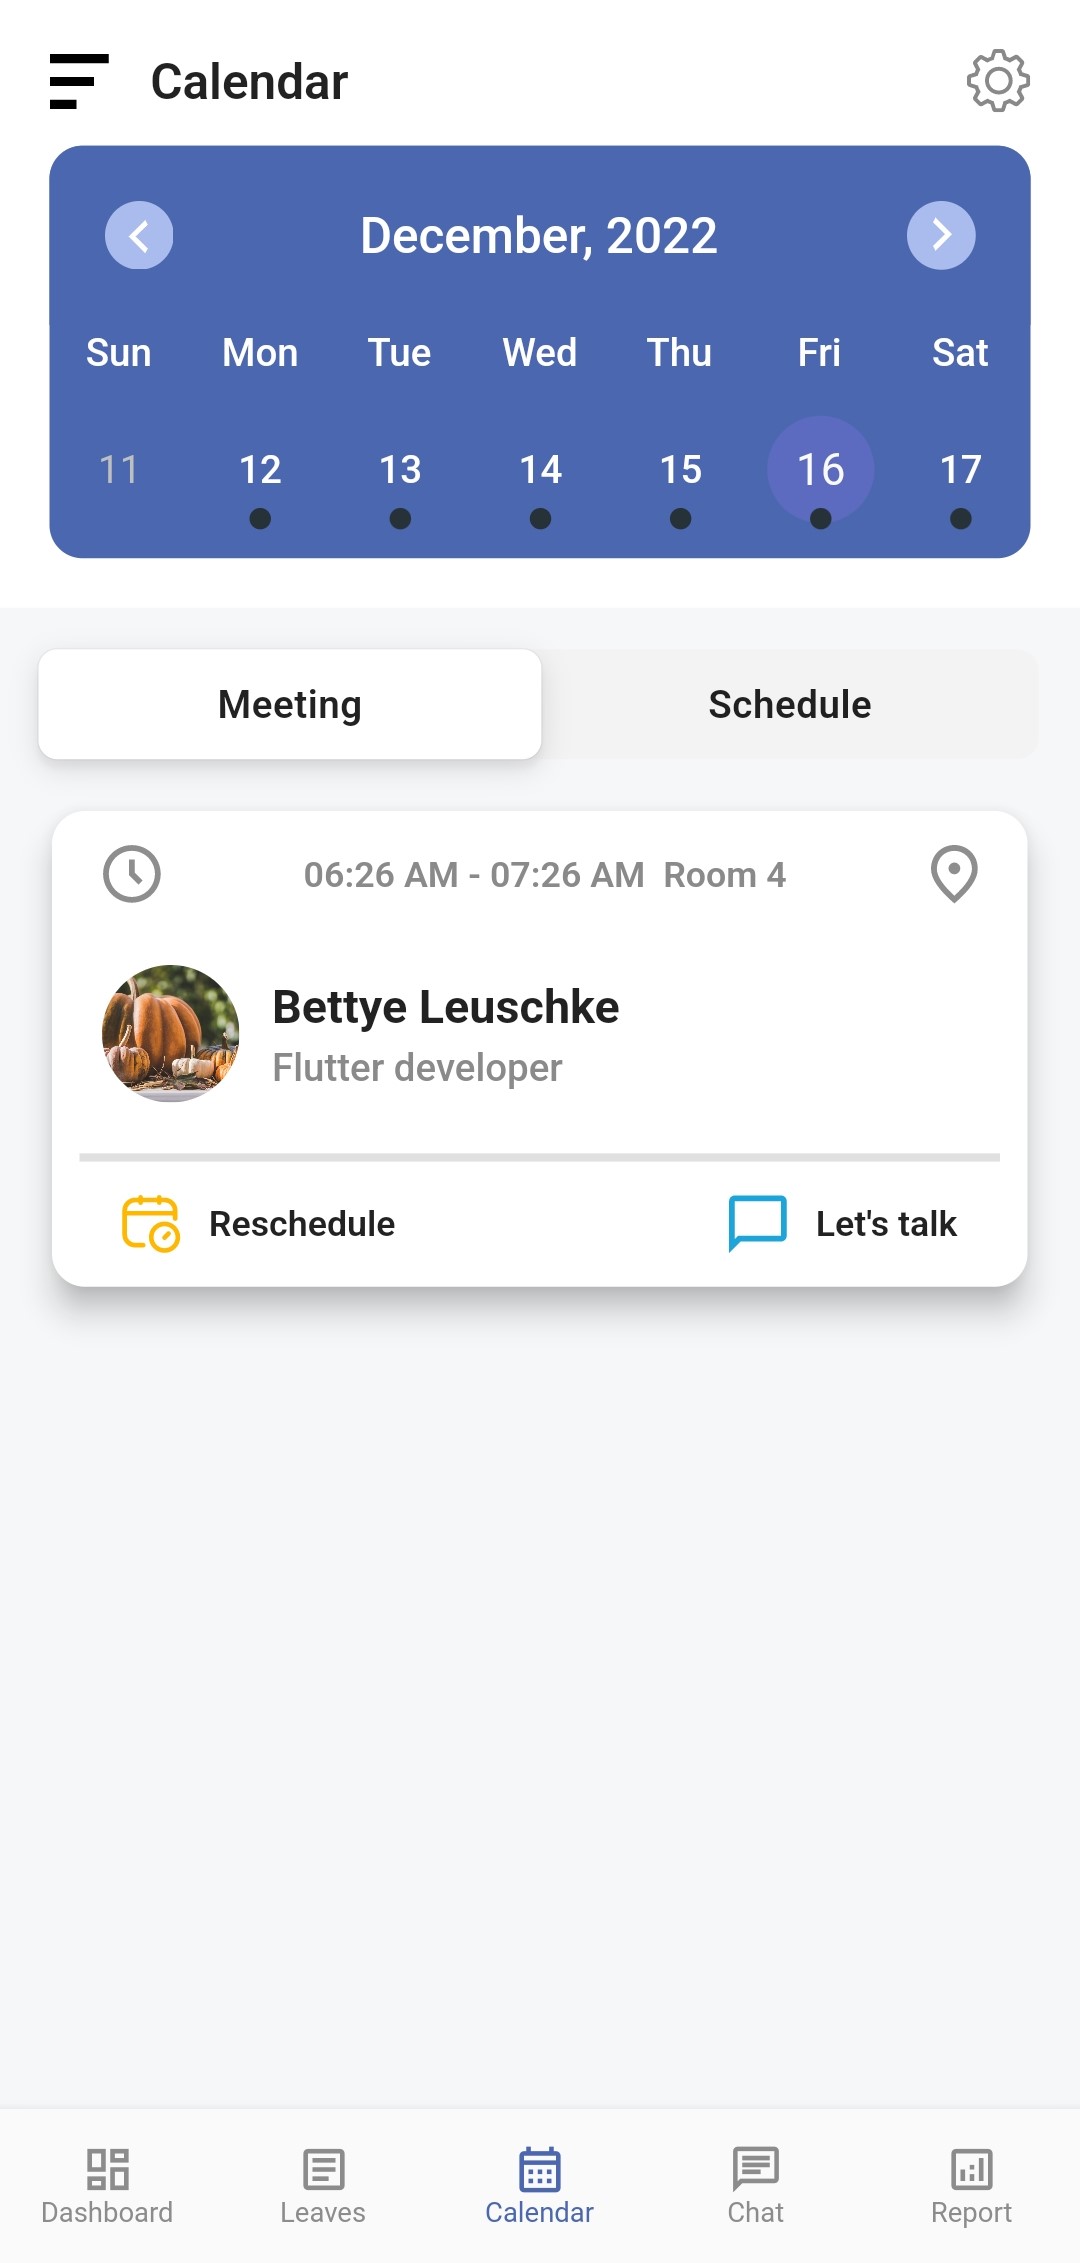 Calendar
December, 2022
Sun Mon Tue Wed Thu Fri Sat
11 12 13 14 15 16 17
Meeting Schedule
06:26 AM - 07:26 AM Room 4
Bettye Leuschke
Flutter developer
Reschedule Let's talk
Dashboard Leaves Calendar Chat Report